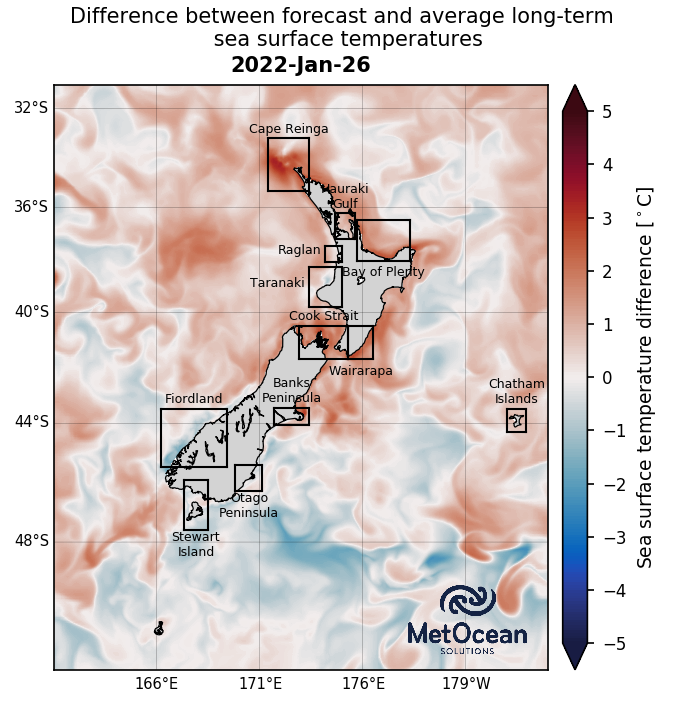 Difference between forecast and average long-term
sea surface temperatures
2022-Jan-26
32°S
36°S
40°S
44°S
48°S
Cape Reinga
Hauraki
Gulf
Raglan
Bay of Plenty
Taranaki
Cook Strait
Wairarapa
Banks
Peninsula
Fiordland
Chatham
Islands
Otago
Peninsula
Stewart
Island
MetOcean
SOLUTIONS
166°E
171°E
176°E
179°W
5
4
3
2
1
0
−1
−2
−3
−4
−5
Sea surface temperature difference [°C]